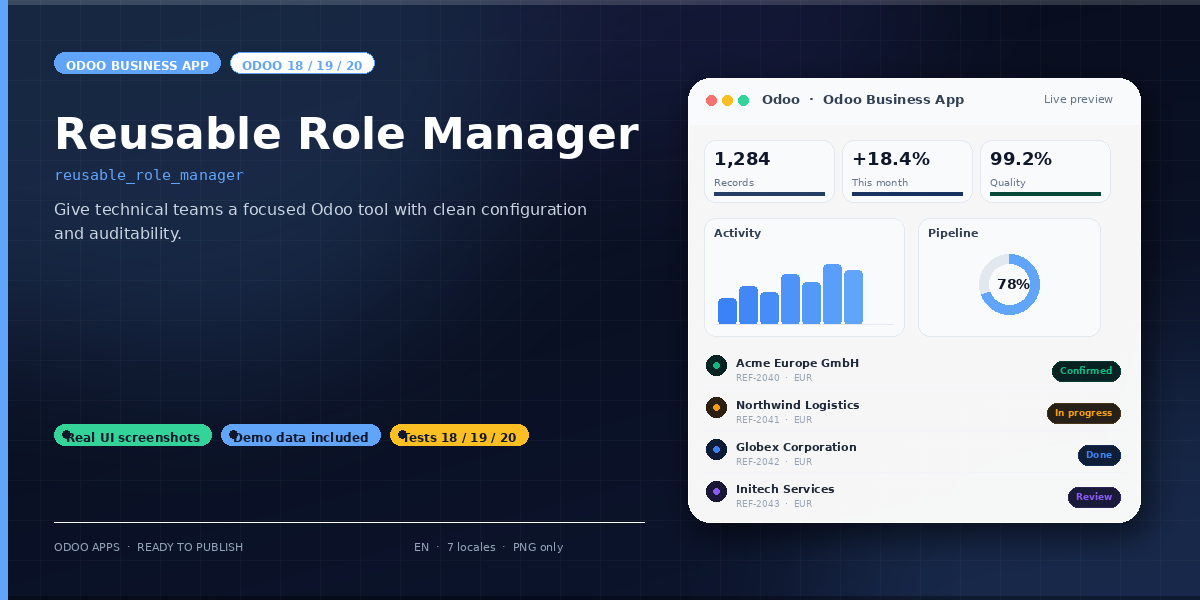 ODOO BUSINESS APP
ODOO 18 / 19 / 20
Reusable Role Manager
reusable_role_manager
Give technical teams a focused Odoo tool with clean configuration
and auditability.
Real UI screenshots
Demo data included
Tests 18 / 19 / 20
ODOO APPS · READY TO PUBLISH
EN · 7 locales · PNG only
Odoo · Odoo Business App
Live preview
1,284
Records
+18.4%
This month
99.2%
Quality
Activity
Pipeline
78%
Acme Europe GmbH
REF-2040 · EUR
Confirmed
Northwind Logistics
REF-2041 · EUR
In progress
Globex Corporation
REF-2042 · EUR
Done
Initech Services
REF-2043 · EUR
Review